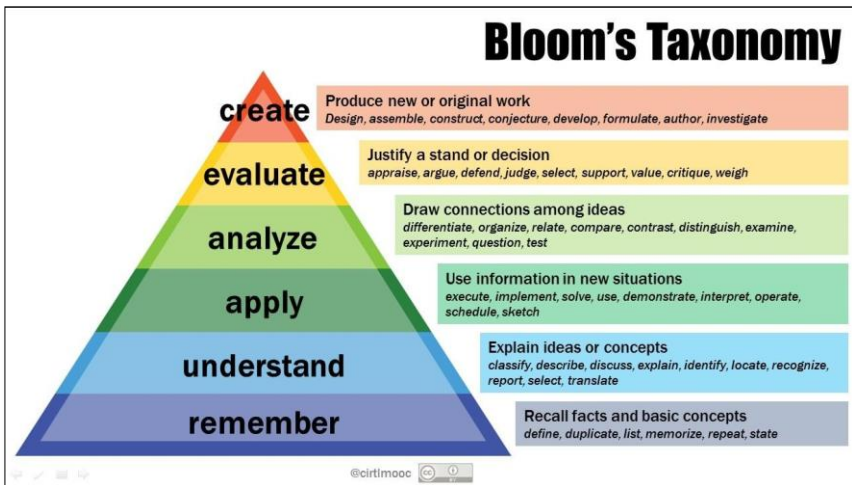 Bloom's Taxonomy
create
Produce new or original work
Design, assemble, construct, conjecture, develop, formulate, author, investigate
evaluate
Justify a stand or decision
appraise, argue, defend, judge, select, support, value, critique, weigh
analyze
Draw connections among ideas
differentiate, organize, relate, compare, contrast, distinguish, examine,
experiment, question, test
apply
Use information in new situations
execute, implement, solve, use, demonstrate, interpret, operate,
schedule, sketch
understand
Explain ideas or concepts
classify, describe, discuss, explain, identify, locate, recognize,
report, select, translate
remember
Recall facts and basic concepts
define, duplicate, list, memorize, repeat, state
@cirtlmooc